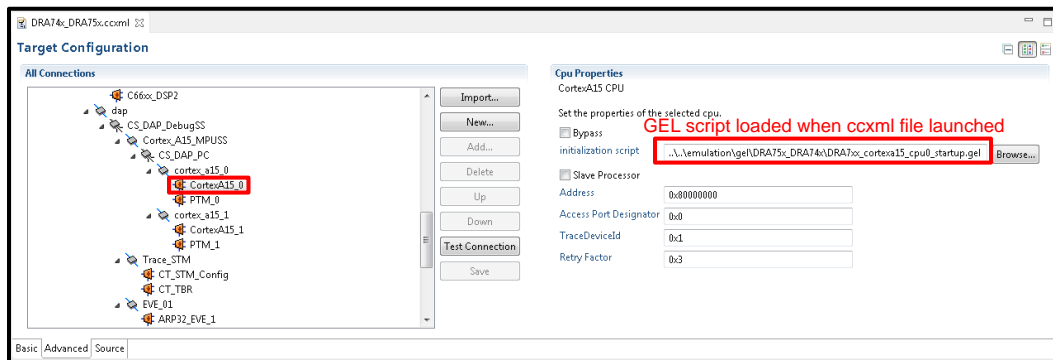 DRA74x_DRA75x.ccxml
Target Configuration
All Connections
C66xx_DSP2
dap
CS_DAP_DebugSS
Cortex_A15_MPUSS
CS_DAP_PC
cortex_a15_0
CortexA15_0
PTM_0
cortex_a15_1
CortexA15_1
PTM_1
Trace_STM
CT_STM_Config
CT_TBR
EVE_01
ARP32_EVE_1
Import...
New...
Add...
Delete
Up
Down
Test Connection
Save
Cpu Properties
CortexA15 CPU
Set the properties of the selected cpu.
GEL script loaded when ccxml file launched
Bypass
initialization script ..\..\emulation\gel\DRA75x_DRA74x\DRA7xx_cortexa15_cpu0_startup.gel Browse...
Slave Processor
Address 0x80000000
Access Port Designator 0x0
TraceDeviceId 0x1
Retry Factor 0x3
Basic Advanced Source